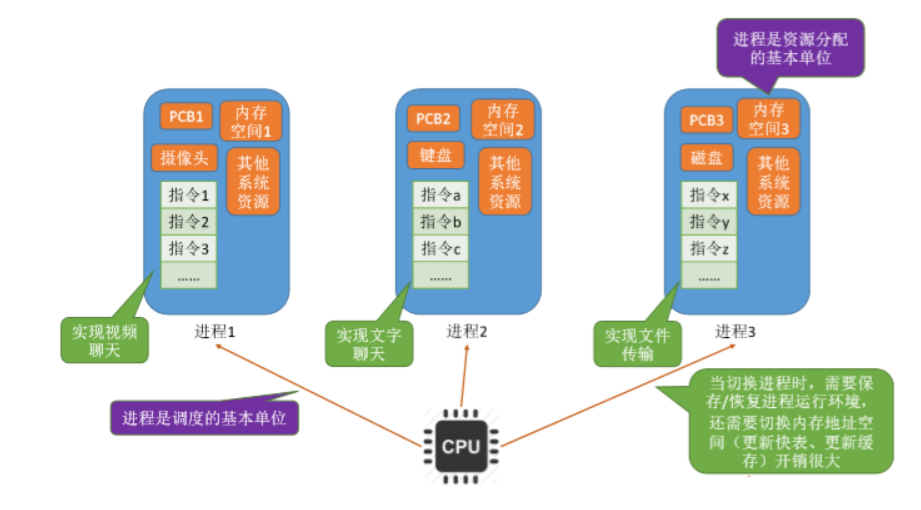 进程是资源分配
的基本单位
PCB1
内存
空间1
摄像头
其他
系统
资源
指令1
指令2
指令3
......
实现视频
聊天
进程1
PCB2
内存
空间2
键盘
其他
系统
资源
指令a
指令b
指令c
......
实现文字
聊天
进程2
PCB3
内存
空间3
磁盘
其他
系统
资源
指令x
指令y
指令z
......
实现文件
传输
进程3
进程是调度的基本单位
CPU
当切换进程时，需要保
存/恢复进程运行环境，
还需要切换内存地址空
间（更新快表、更新缓
存）开销很大